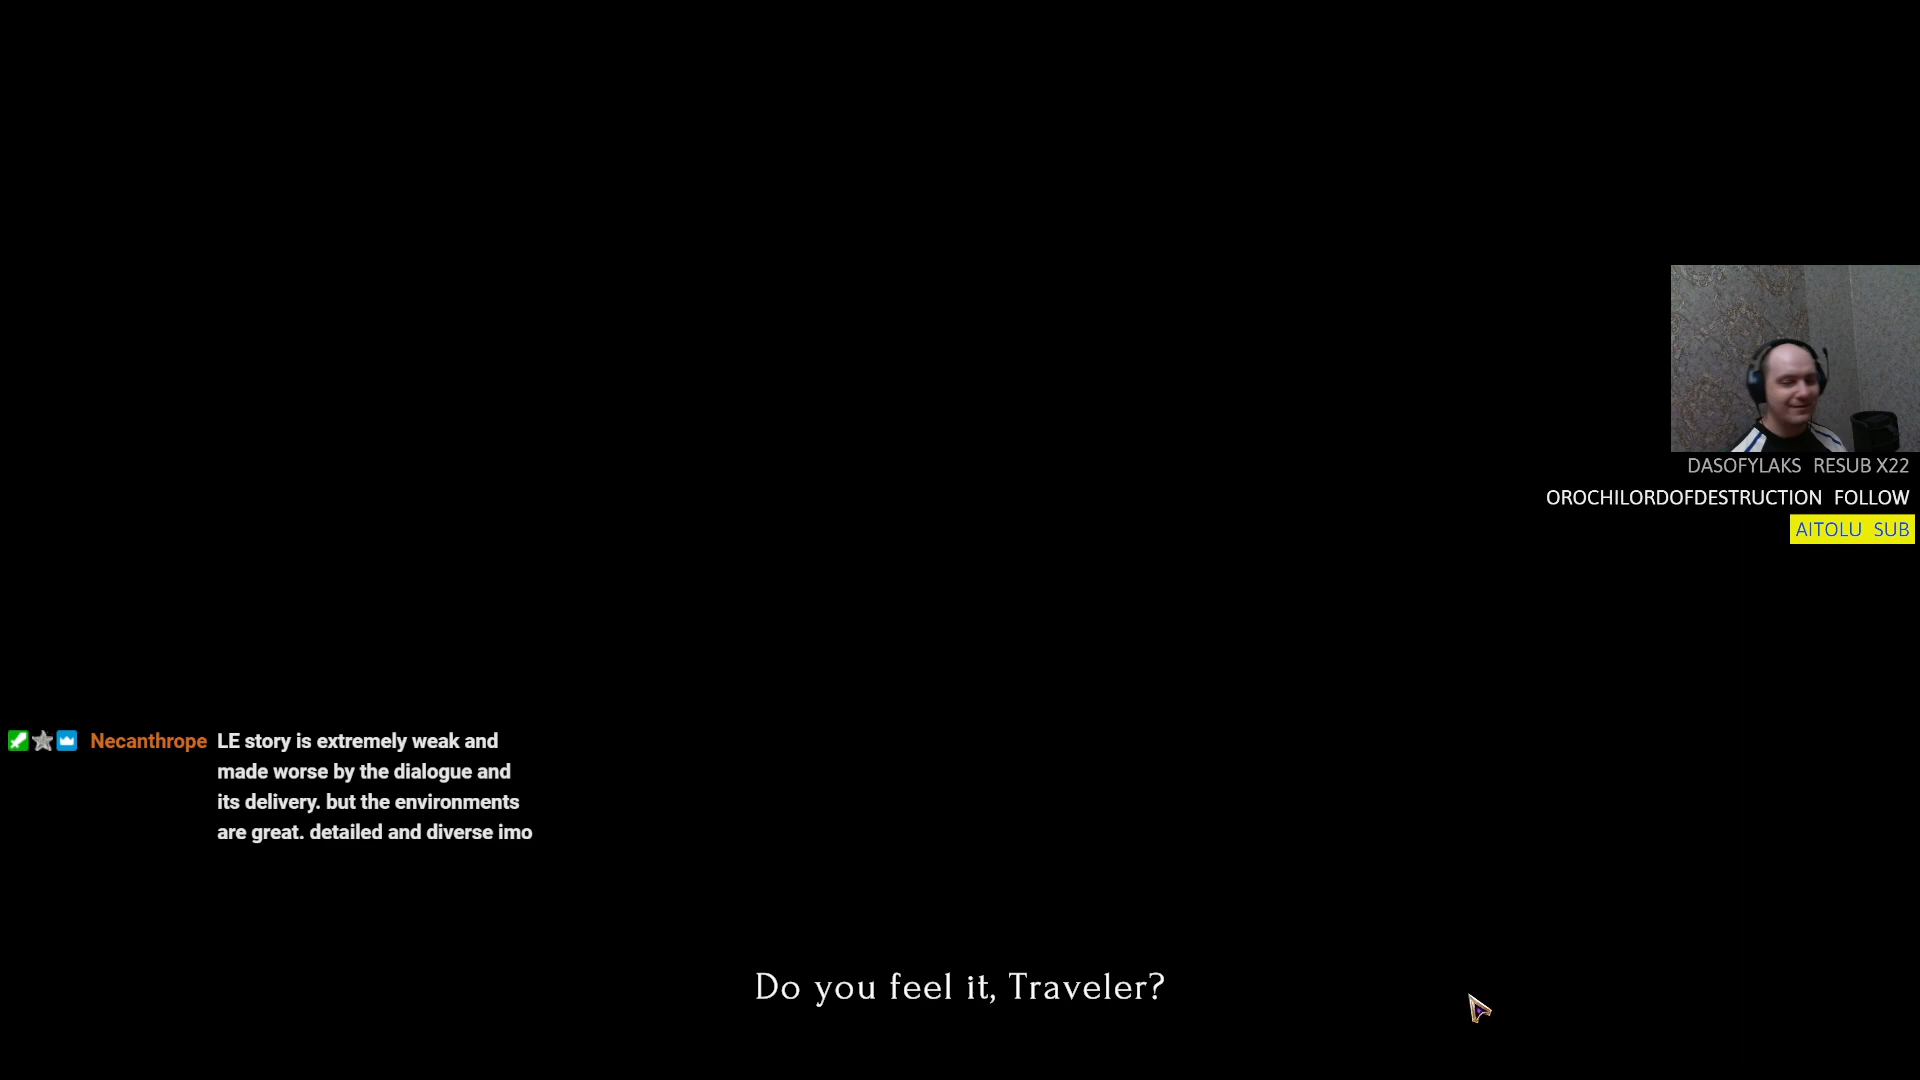 DASOFYLAKS RESUB X22
OROCHILORDOFDESTRUCTION FOLLOW
AITOLU SUB
Necanthrope LE story is extremely weak and
made worse by the dialogue and
its delivery. but the environments
are great. detailed and diverse imo
Do you feel it, Traveler?